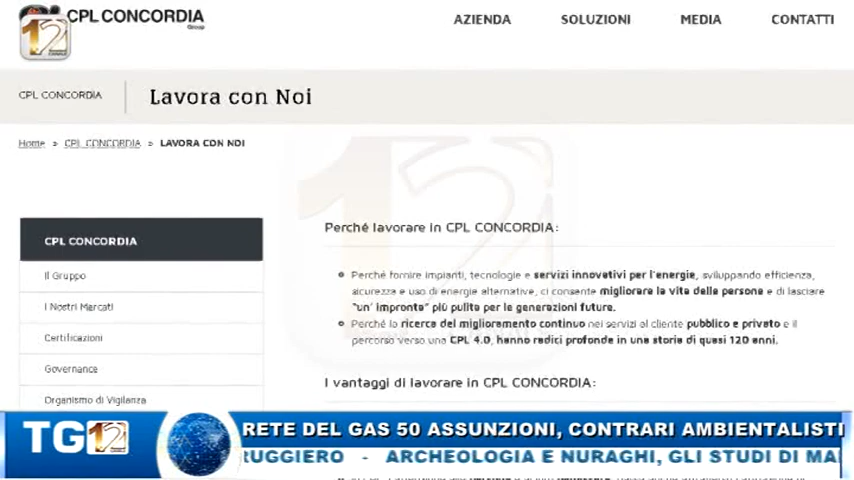 CPL CONCORDIA
Group
12
AZIENDA
SOLUZIONI
MEDIA
CONTATTI
CPL CONCORDIA
Lavora con Noi
Home » CPL CONCORDIA » LAVORA CON NOI
12
CPL CONCORDIA
Il Gruppo
I Nostri Mercati
Certificazioni
Governance
Organismo di Vigilanza
Perché lavorare in CPL CONCORDIA:
Perché fornire impianti, tecnologie e servizi innovativi per l'energie, sviluppando efficienza,
sicurezza e uso di energie alternative, ci consente migliorare la vita delle persone e di lasciare
"un' impronta" più pulita per le generazioni future.
Perché la ricerca del miglioramento continuo nei servizi al cliente pubblico e privato e il
percorso verso una CPL 4.0, hanno radici profonde in una storia di quasi 120 anni.
I vantaggi di lavorare in CPL CONCORDIA:
TG12
RETE DEL GAS 50 ASSUNZIONI, CONTRARI AMBIENTALISTI
RUGGIERO - ARCHEOLOGIA E NURAGHI, GLI STUDI DI MA